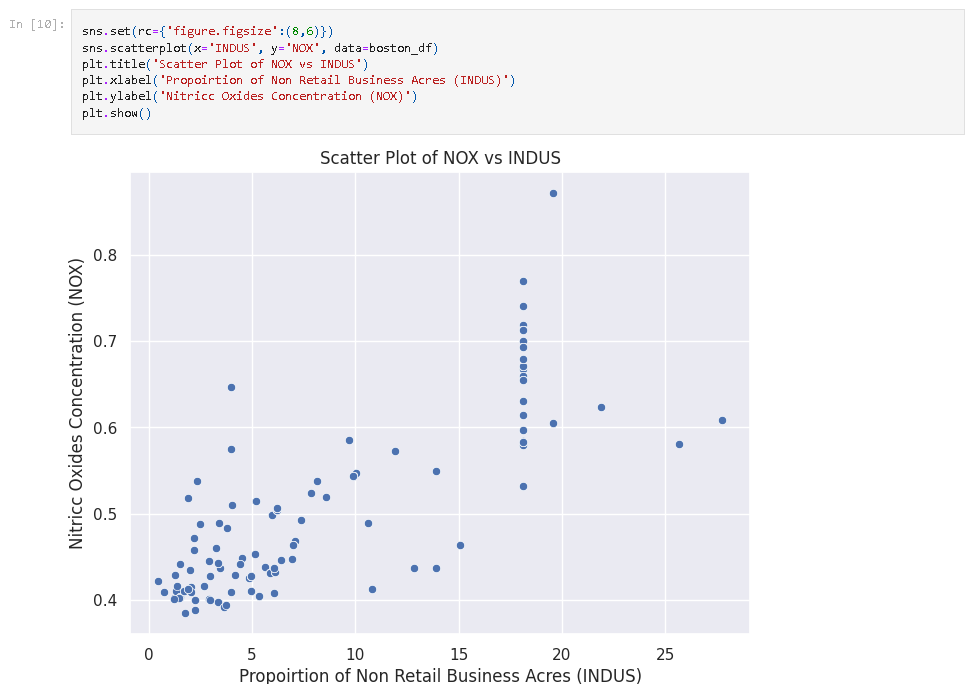 In [10]:
sns.set(rc={'figure.figsize':(8,6)})
sns.scatterplot(x='INDUS', y='NOX', data=boston_df)
plt.title('Scatter Plot of NOX vs INDUS')
plt.xlabel('Propoirtion of Non Retail Business Acres (INDUS)')
plt.ylabel('Nitricc Oxides Concentration (NOX)')
plt.show()
Scatter Plot of NOX vs INDUS
Nitricc Oxides Concentration (NOX)
0.8
0.7
0.6
0.5
0.4
0 5 10 15 20 25
Propoirtion of Non Retail Business Acres (INDUS)